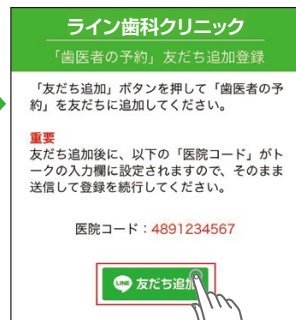 ライン歯科クリニック
「歯医者の予約」友だち追加登録
「友だち追加」ボタンを押して「歯医者の予
約」を友だちに追加してください。
重要
友だち追加後に、以下の「医院コード」がト
ークの入力欄に設定されますので、そのまま
送信して登録を続行してください。
医院コード：4891234567
LINE 友だち追加